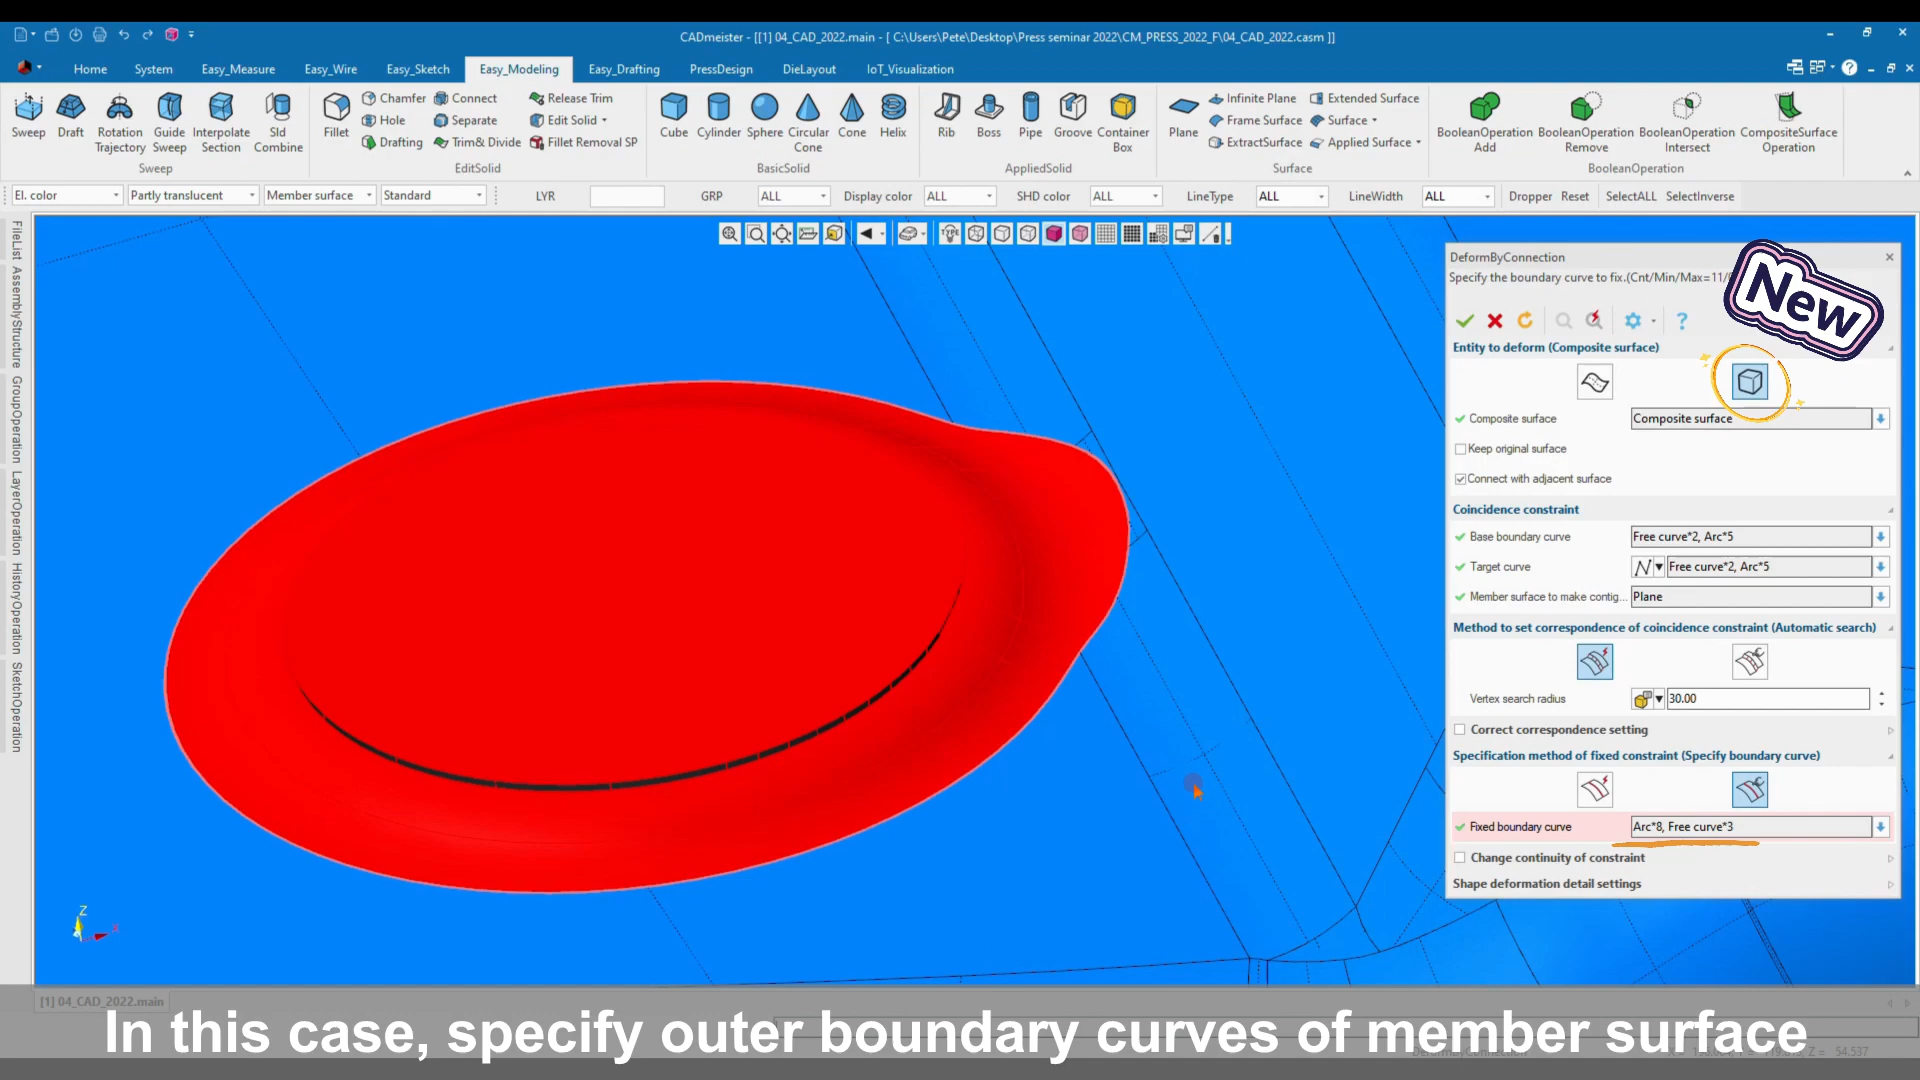 CADmeister - [[1] 04_CAD_2022.main - [ C:\Users\Pete\Desktop\Press seminar 2022\CM_PRESS_2022_F\04_CAD_2022.casm ]]
Home System Easy_Measure Easy_Wire Easy_Sketch Easy_Modeling Easy_Drafting PressDesign DieLayout IoT_Visualization
Sweep Draft Rotation Trajectory Guide Sweep Interpolate Section Sld Combine
Sweep
Fillet
Chamfer Connect Release Trim
Hole Separate Edit Solid
Drafting Trim& Divide Fillet Removal SP
EditSolid
Cube Cylinder Sphere Circular Cone Cone Helix
BasicSolid
Rib Boss Pipe Groove Container Box
AppliedSolid
Plane
Infinite Plane Extended Surface
Frame Surface Surface
ExtractSurface Applied Surface
Surface
BooleanOperation Add BooleanOperation Remove BooleanOperation Intersect CompositeSurface Operation
BooleanOperation
El. color Partly translucent Member surface Standard LYR GRP ALL Display color ALL SHD color ALL LineType ALL LineWidth ALL Dropper Reset SelectALL SelectInverse
FileList
AssemblyStructure
GroupOperation
LayerOperation
HistoryOperation
SketchOperation
TYPE
DeformByConnection
Specify the boundary curve to fix.(Cnt/Min/Max=11/
New
Entity to deform (Composite surface)
Composite surface Composite surface
Keep original surface
Connect with adjacent surface
Coincidence constraint
Base boundary curve Free curve*2, Arc*5
Target curve Free curve*2, Arc*5
Member surface to make contig... Plane
Method to set correspondence of coincidence constraint (Automatic search)
Vertex search radius 30.00
Correct correspondence setting
Specification method of fixed constraint (Specify boundary curve)
Fixed boundary curve Arc*8, Free curve*3
Change continuity of constraint
Shape deformation detail settings
Z
X
[1] 04_CAD_2022.main
In this case, specify outer boundary curves of member surface
DeformByConnection